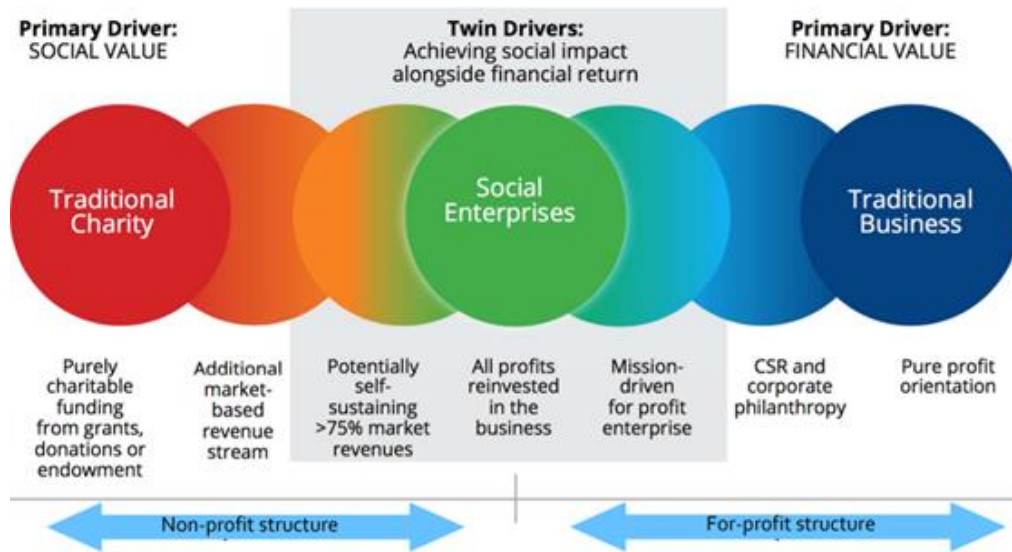 Primary Driver:
SOCIAL VALUE
Twin Drivers:
Achieving social impact
alongside financial return
Primary Driver:
FINANCIAL VALUE
Traditional
Charity
Social
Enterprises
Traditional
Business
Purely
charitable
funding
from grants,
donations or
endowment
Additional
market-
based
revenue
stream
Potentially
self-
sustaining
>75% market
revenues
All profits
reinvested
in the
business
Mission-
driven
for profit
enterprise
CSR and
corporate
philanthropy
Pure profit
orientation
Non-profit structure
For-profit structure